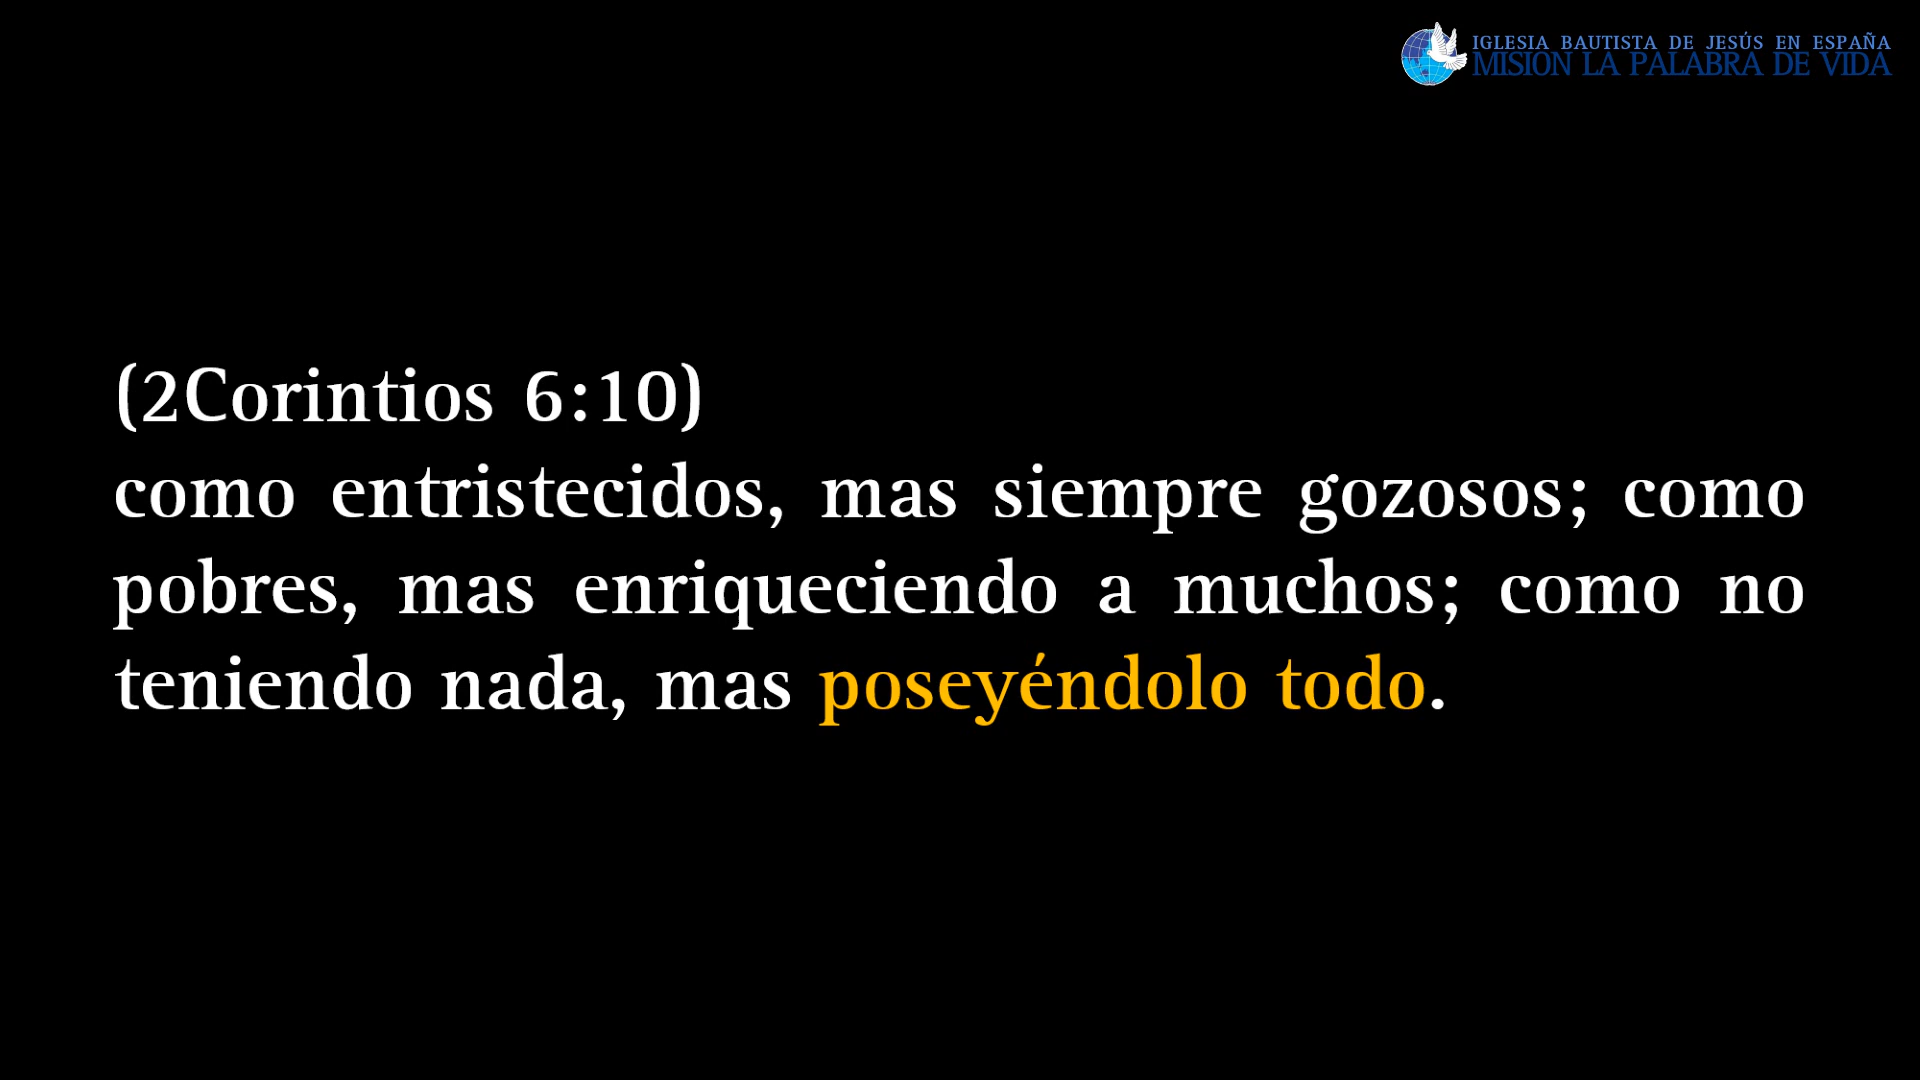 IGLESIA BAUTISTA DE JESÚS EN ESPAÑA
MISIÓN LA PALABRA DE VIDA
(2Corintios 6:10)
como entristecidos, mas siempre gozosos; como
pobres, mas enriqueciendo a muchos; como no
teniendo nada, mas poseyéndolo todo.